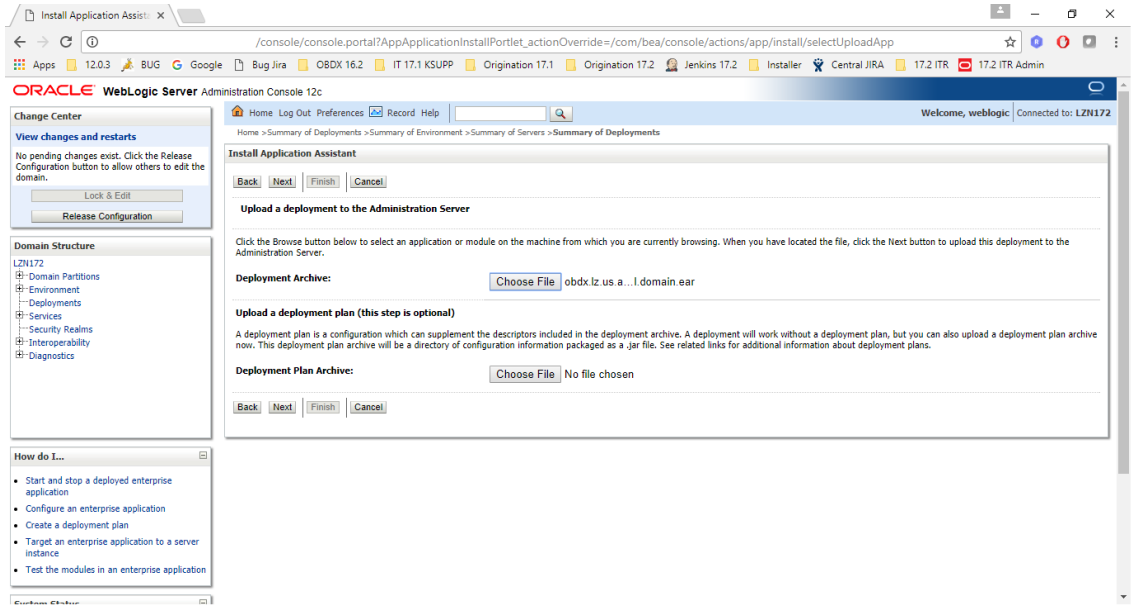 Install Application Assista
/console/console.portal?AppApplicationInstallPortlet_actionOverride=/com/bea/console/actions/app/install/selectUploadApp
Apps 12.0.3 BUG Google Bug Jira OBDX 16.2 IT 17.1 KSUPP Origination 17.1 Origination 17.2 Jenkins 17.2 Installer Central JIRA 17.2 ITR 17.2 ITR Admin
ORACLE WebLogic Server Administration Console 12c
Change Center
View changes and restarts
No pending changes exist. Click the Release
Configuration button to allow others to edit the
domain.
Lock & Edit
Release Configuration
Domain Structure
LZN172
Domain Partitions
Environment
Deployments
Services
Security Realms
Interoperability
Diagnostics
How do I...
Start and stop a deployed enterprise
application
Configure an enterprise application
Create a deployment plan
Target an enterprise application to a server
instance
Test the modules in an enterprise application
System Status
Home Log Out Preferences Record Help
Welcome, weblogic Connected to: LZN172
Home >Summary of Deployments >Summary of Environment >Summary of Servers >Summary of Deployments
Install Application Assistant
Back Next Finish Cancel
Upload a deployment to the Administration Server
Click the Browse button below to select an application or module on the machine from which you are currently browsing. When you have located the file, click the Next button to upload this deployment to the
Administration Server.
Deployment Archive: Choose File obdx.lz.us.a...l.domain.ear
Upload a deployment plan (this step is optional)
A deployment plan is a configuration which can supplement the descriptors included in the deployment archive. A deployment will work without a deployment plan, but you can also upload a deployment plan archive
now. This deployment plan archive will be a directory of configuration information packaged as a .jar file. See related links for additional information about deployment plans.
Deployment Plan Archive: Choose File No file chosen
Back Next Finish Cancel